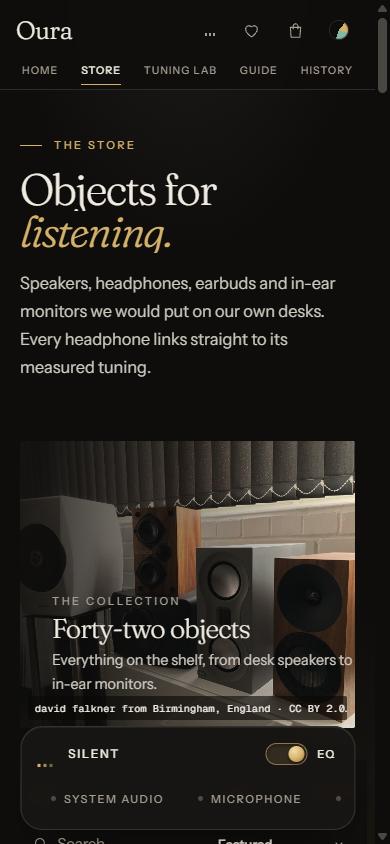 Oura
HOME STORE TUNING LAB GUIDE HISTORY
THE STORE
Objects for
listening.
Speakers, headphones, earbuds and in-ear
monitors we would put on our own desks.
Every headphone links straight to its
measured tuning.
THE COLLECTION
Forty-two objects
Everything on the shelf, from desk speakers to
in-ear monitors.
david falkner from Birmingham, England · CC BY 2.0
SILENT EQ
SYSTEM AUDIO MICROPHONE
Search Featured